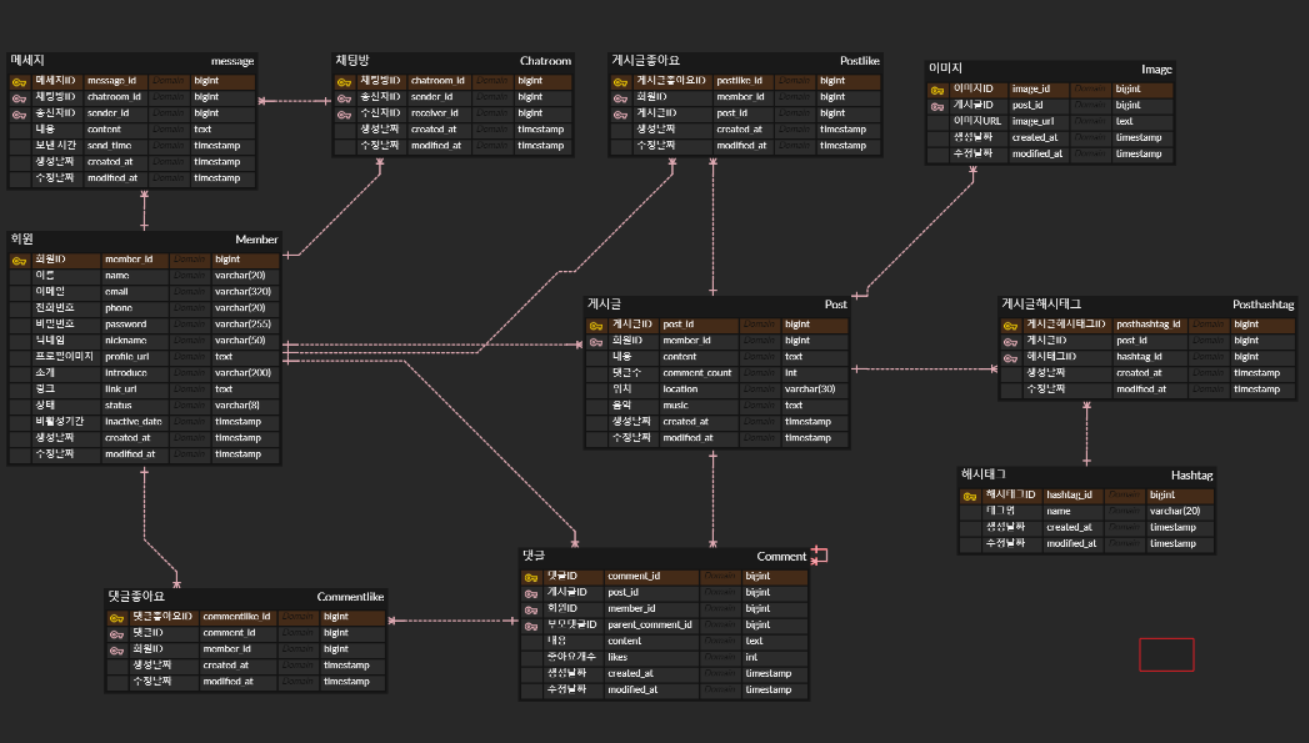 메세지 message
메세지ID message_id Domain bigint
채팅방ID chatroom_id Domain bigint
송신자ID sender_id Domain bigint
내용 content Domain text
보낸 시간 send_time Domain timestamp
생성날짜 created_at Domain timestamp
수정날짜 modified_at Domain timestamp
채팅방 Chatroom
채팅방ID chatroom_id Domain bigint
송신자ID sender_id Domain bigint
수신자ID receiver_id Domain bigint
생성날짜 created_at Domain timestamp
수정날짜 modified_at Domain timestamp
게시글좋아요 Postlike
게시글좋아요ID postlike_id Domain bigint
회원ID member_id Domain bigint
게시글ID post_id Domain bigint
생성날짜 created_at Domain timestamp
수정날짜 modified_at Domain timestamp
이미지 Image
이미지ID image_id Domain bigint
게시글ID post_id Domain bigint
이미지URL image_url Domain text
생성날짜 created_at Domain timestamp
수정날짜 modified_at Domain timestamp
회원 Member
회원ID member_id Domain bigint
이름 name Domain varchar(20)
이메일 email Domain varchar(320)
전화번호 phone Domain varchar(20)
비밀번호 password Domain varchar(255)
닉네임 nickname Domain varchar(50)
프로필이미지 profile_url Domain text
소개 introduce Domain varchar(200)
링크 link_url Domain text
상태 status Domain varchar(8)
비활성기간 inactive_date Domain timestamp
생성날짜 created_at Domain timestamp
수정날짜 modified_at Domain timestamp
게시글 Post
게시글ID post_id Domain bigint
회원ID member_id Domain bigint
내용 content Domain text
댓글수 comment_count Domain int
위치 location Domain varchar(30)
음악 music Domain text
생성날짜 created_at Domain timestamp
수정날짜 modified_at Domain timestamp
게시글해시태그 Posthashtag
게시글해시태그ID posthashtag_id Domain bigint
게시글ID post_id Domain bigint
해시태그ID hashtag_id Domain bigint
생성날짜 created_at Domain timestamp
수정날짜 modified_at Domain timestamp
해시태그 Hashtag
해시태그ID hashtag_id Domain bigint
태그명 name Domain varchar(20)
생성날짜 created_at Domain timestamp
수정날짜 modified_at Domain timestamp
댓글 Comment
댓글ID comment_id Domain bigint
게시글ID post_id Domain bigint
회원ID member_id Domain bigint
부모댓글ID parent_comment_id Domain bigint
내용 content Domain text
좋아요개수 likes Domain int
생성날짜 created_at Domain timestamp
수정날짜 modified_at Domain timestamp
댓글좋아요 Commentlike
댓글좋아요ID commentlike_id Domain bigint
댓글ID comment_id Domain bigint
회원ID member_id Domain bigint
생성날짜 created_at Domain timestamp
수정날짜 modified_at Domain timestamp